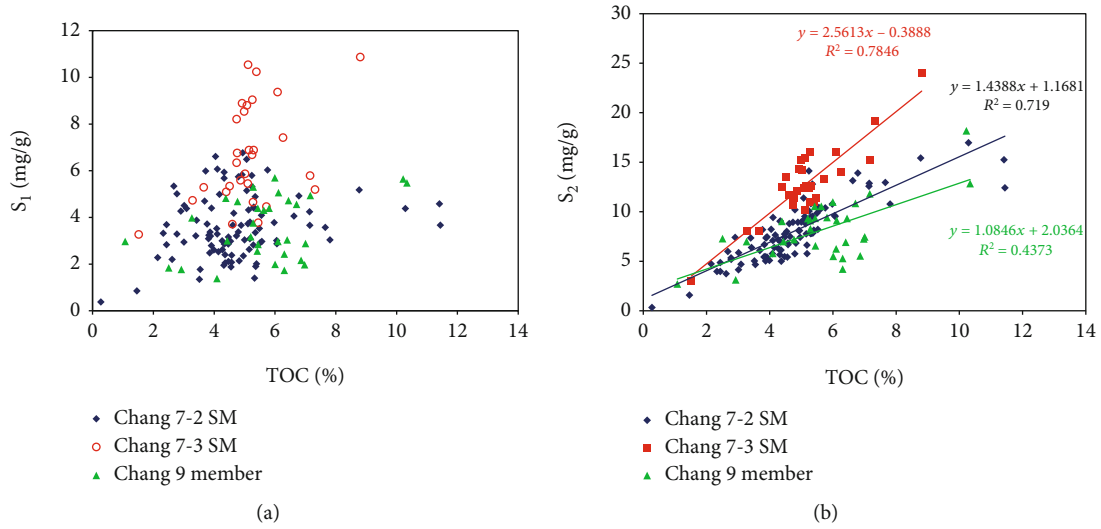 12
10
8
6
4
2
0
S₁ (mg/g)
0 2 4 6 8 10 12 14
TOC (%)
Chang 7-2 SM
Chang 7-3 SM
Chang 9 member
(a)
30
25
20
15
10
5
0
S₂ (mg/g)
y = 2.5613x – 0.3888
R² = 0.7846
y = 1.4388x + 1.1681
R² = 0.719
y = 1.0846x + 2.0364
R² = 0.4373
0 2 4 6 8 10 12 14
TOC (%)
Chang 7-2 SM
Chang 7-3 SM
Chang 9 member
(b)